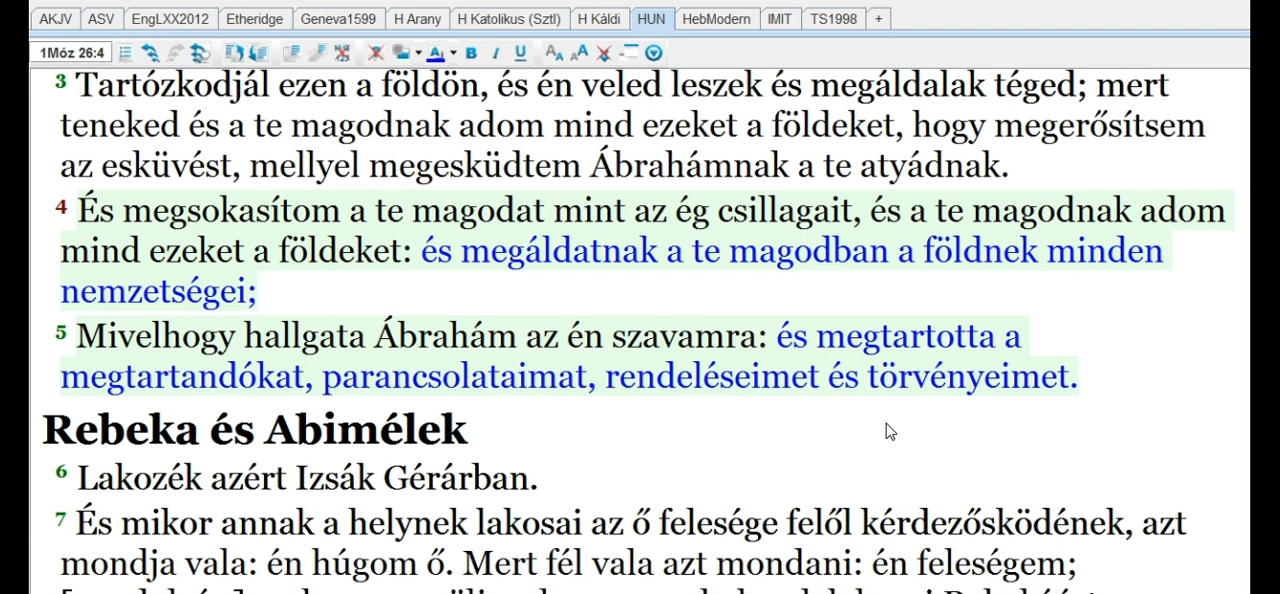 AKJV ASV EngLXX2012 Etheridge Geneva1599 H Arany H Katolikus (Sztl) H Káldi HUN HebModern IMIT TS1998 +
1Móz 26:4
3 Tartózkodjál ezen a földön, és én veled leszek és megáldalak téged; mert
teneked és a te magodnak adom mind ezeket a földeket, hogy megerősítsem
az esküvést, mellyel megesküdtem Ábrahámnak a te atyádnak.
4 És megsokasítom a te magodat mint az ég csillagait, és a te magodnak adom
mind ezeket a földeket: és megáldatnak a te magodban a földnek minden
nemzetségei;
5 Mivelhogy hallgata Ábrahám az én szavamra: és megtartotta a
megtartandókat, parancsolataimat, rendeléseimet és törvényeimet.
Rebeka és Abimélek
6 Lakozék azért Izsák Gérárban.
7 És mikor annak a helynek lakosai az ő felesége felől kérdezősködének, azt
mondja vala: én húgom ő. Mert fél vala azt mondani: én feleségem;